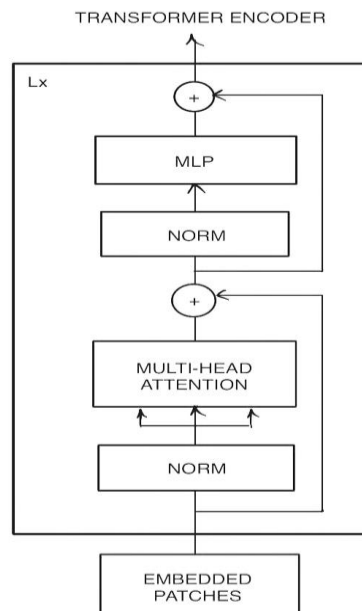 TRANSFORMER ENCODER
Lx
+
MLP
NORM
+
MULTI-HEAD
ATTENTION
NORM
EMBEDDED
PATCHES